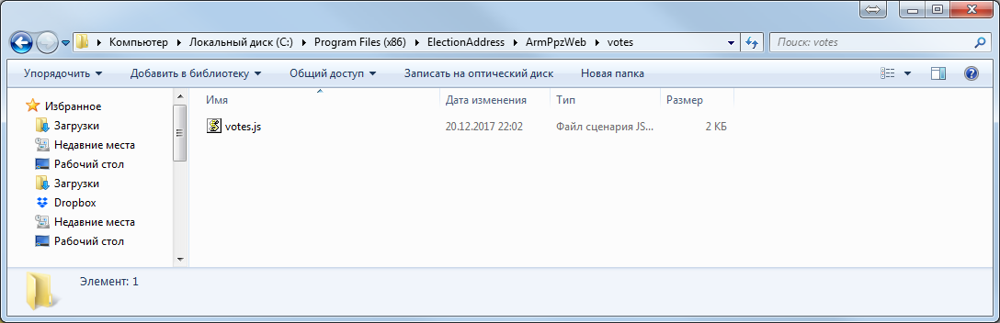 Компьютер ▸ Локальный диск (C:) ▸ Program Files (x86) ▸ ElectionAddress ▸ ArmPpzWeb ▸ votes
Поиск: votes
Упорядочить Добавить в библиотеку Общий доступ Записать на оптический диск Новая папка
Имя Дата изменения Тип Размер
votes.js 20.12.2017 22:02 Файл сценария JS... 2 КБ
Избранное
Загрузки
Недавние места
Рабочий стол
Загрузки
Dropbox
Недавние места
Рабочий стол
Элемент: 1